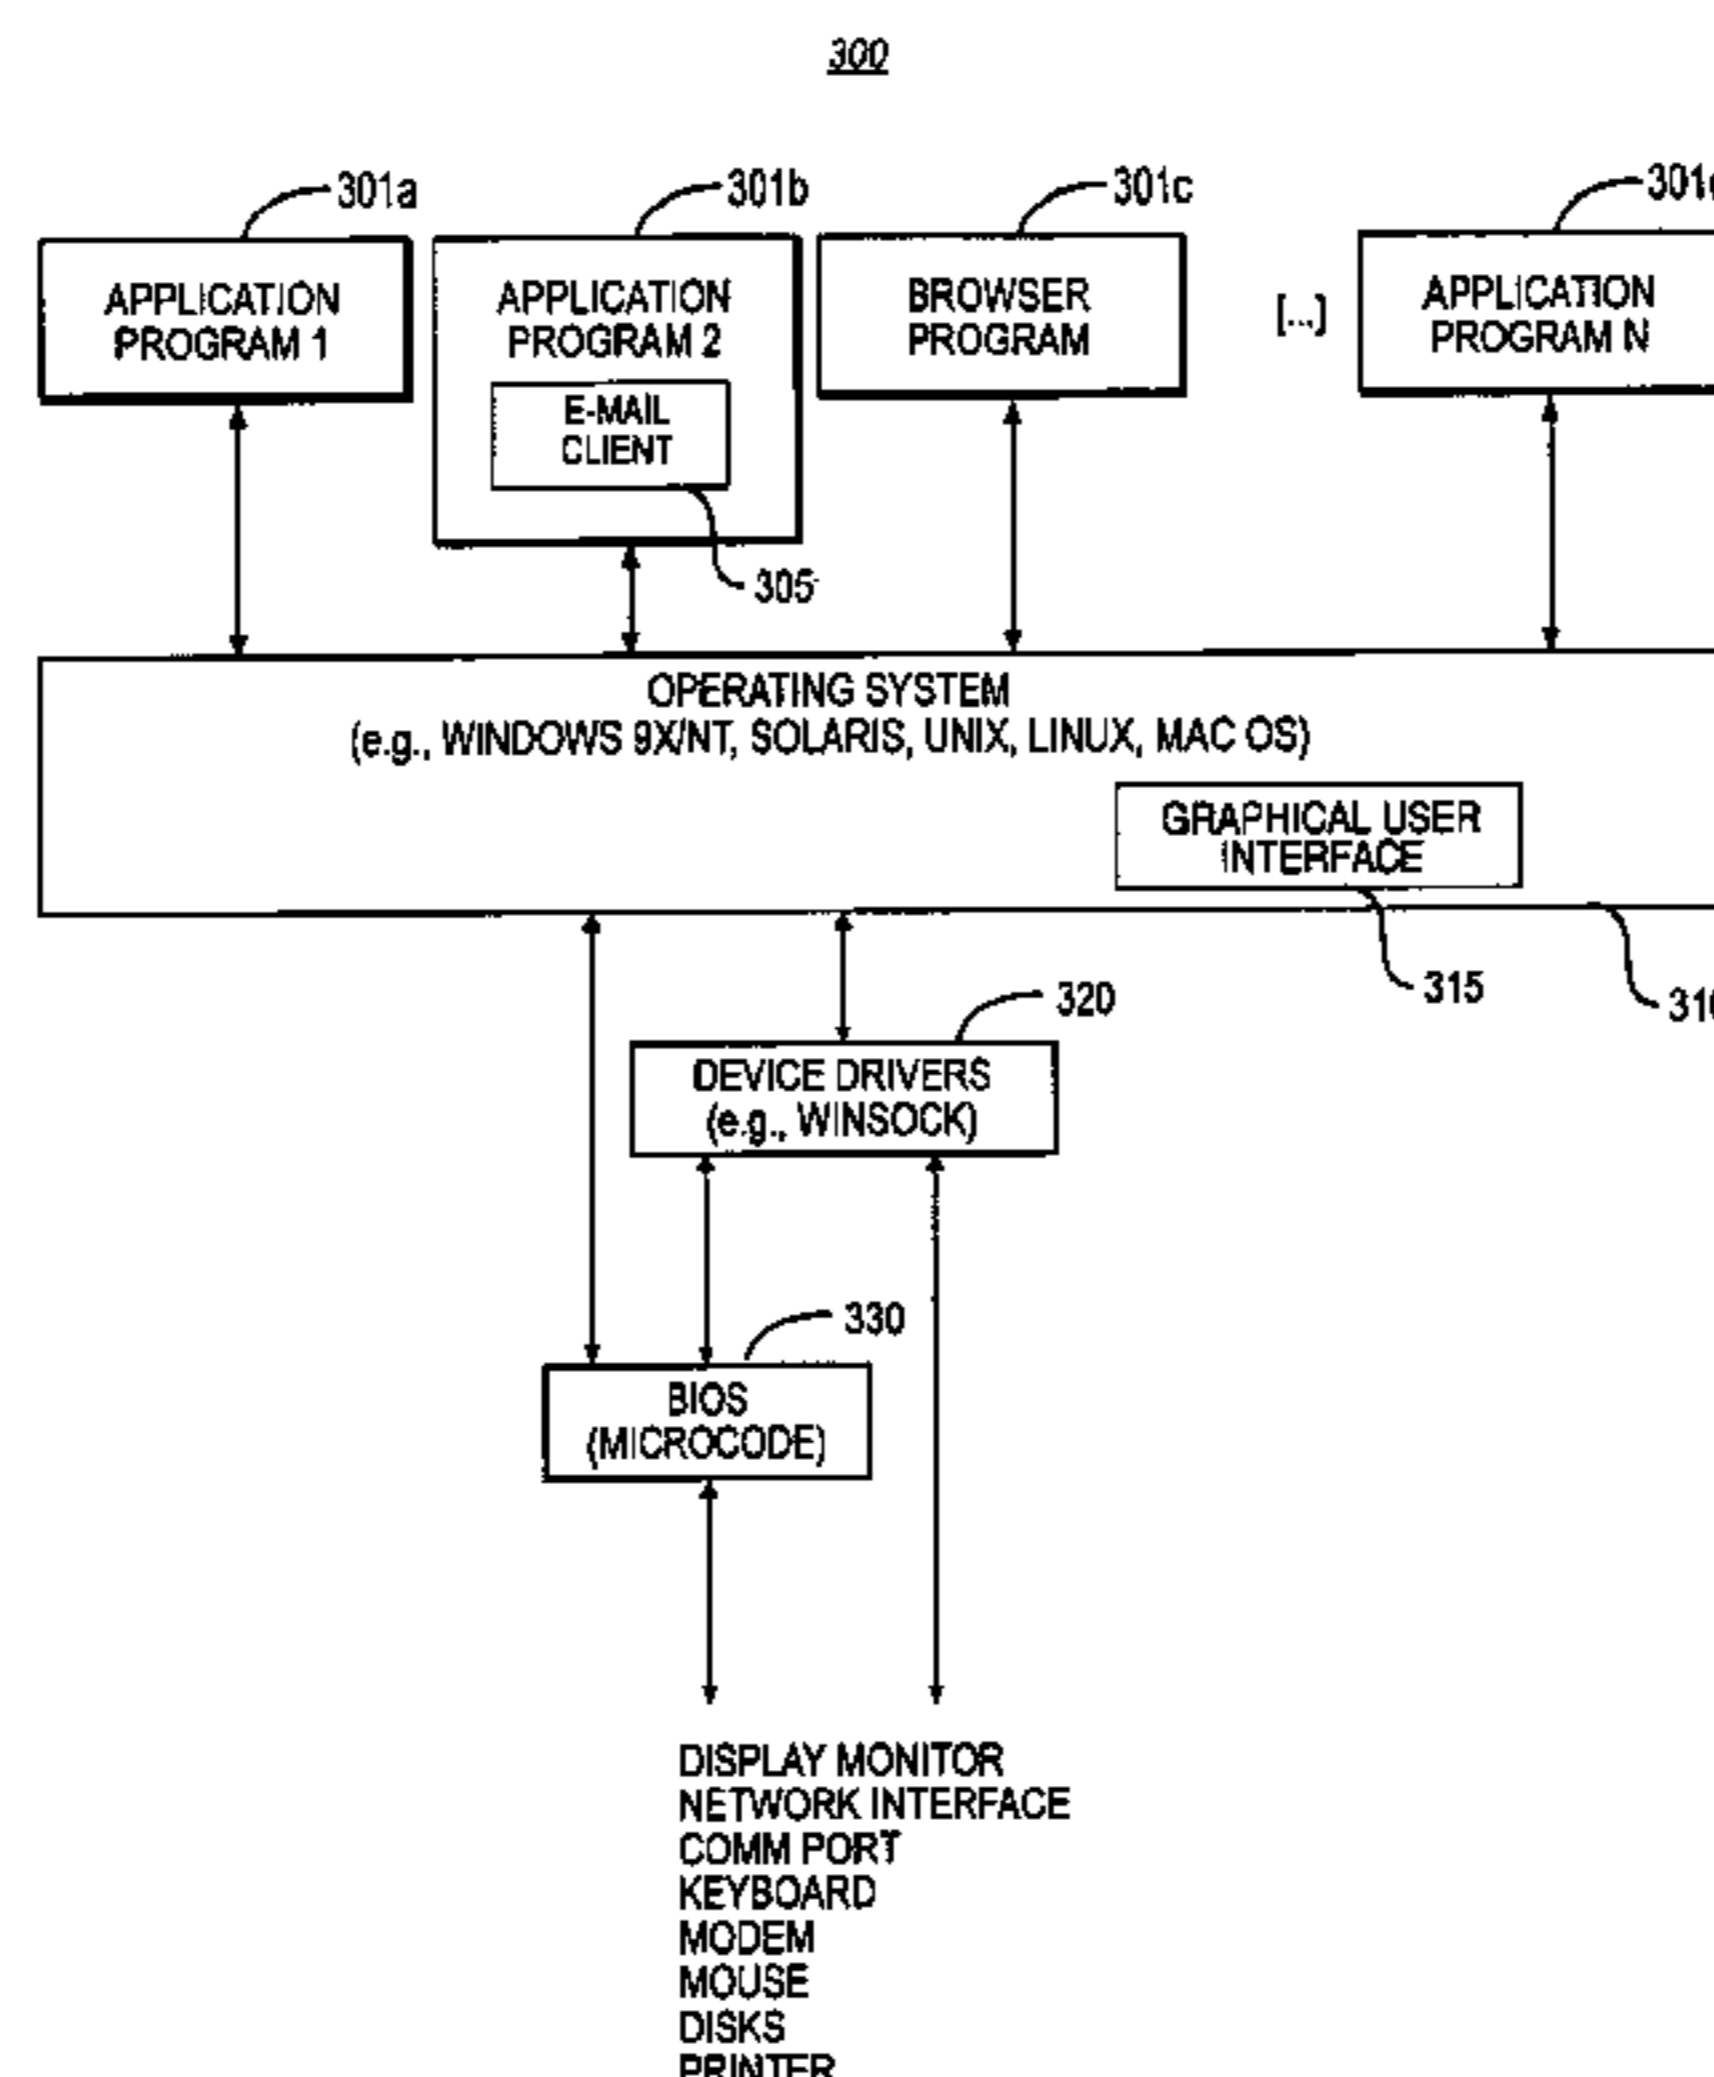 300
301a
301b
301c
APPLICATION
PROGRAM 1
APPLICATION
PROGRAM 2
E-MAIL
CLIENT
305
BROWSER
PROGRAM
[...]
APPLICATION
PROGRAM N
OPERATING SYSTEM
(e.g., WINDOWS 9X/NT, SOLARIS, UNIX, LINUX, MAC OS)
GRAPHICAL USER
INTERFACE
315
320
DEVICE DRIVERS
(e.g., WINSOCK)
330
BIOS
(MICROCODE)
DISPLAY MONITOR
NETWORK INTERFACE
COMM PORT
KEYBOARD
MODEM
MOUSE
DISKS
PRINTER